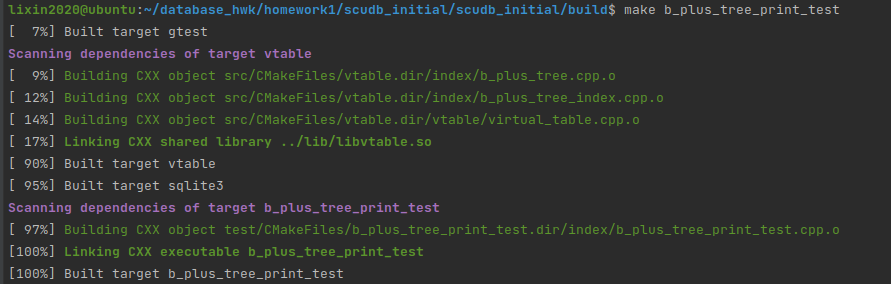 lixin2020@ubuntu:~/database_hwk/homework1/scudb_initial/scudb_initial/build$ make b_plus_tree_print_test
[  7%] Built target gtest
Scanning dependencies of target vtable
[  9%] Building CXX object src/CMakeFiles/vtable.dir/index/b_plus_tree.cpp.o
[ 12%] Building CXX object src/CMakeFiles/vtable.dir/index/b_plus_tree_index.cpp.o
[ 14%] Building CXX object src/CMakeFiles/vtable.dir/vtable/virtual_table.cpp.o
[ 17%] Linking CXX shared library ../lib/libvtable.so
[ 90%] Built target vtable
[ 95%] Built target sqlite3
Scanning dependencies of target b_plus_tree_print_test
[ 97%] Building CXX object test/CMakeFiles/b_plus_tree_print_test.dir/index/b_plus_tree_print_test.cpp.o
[100%] Linking CXX executable b_plus_tree_print_test
[100%] Built target b_plus_tree_print_test